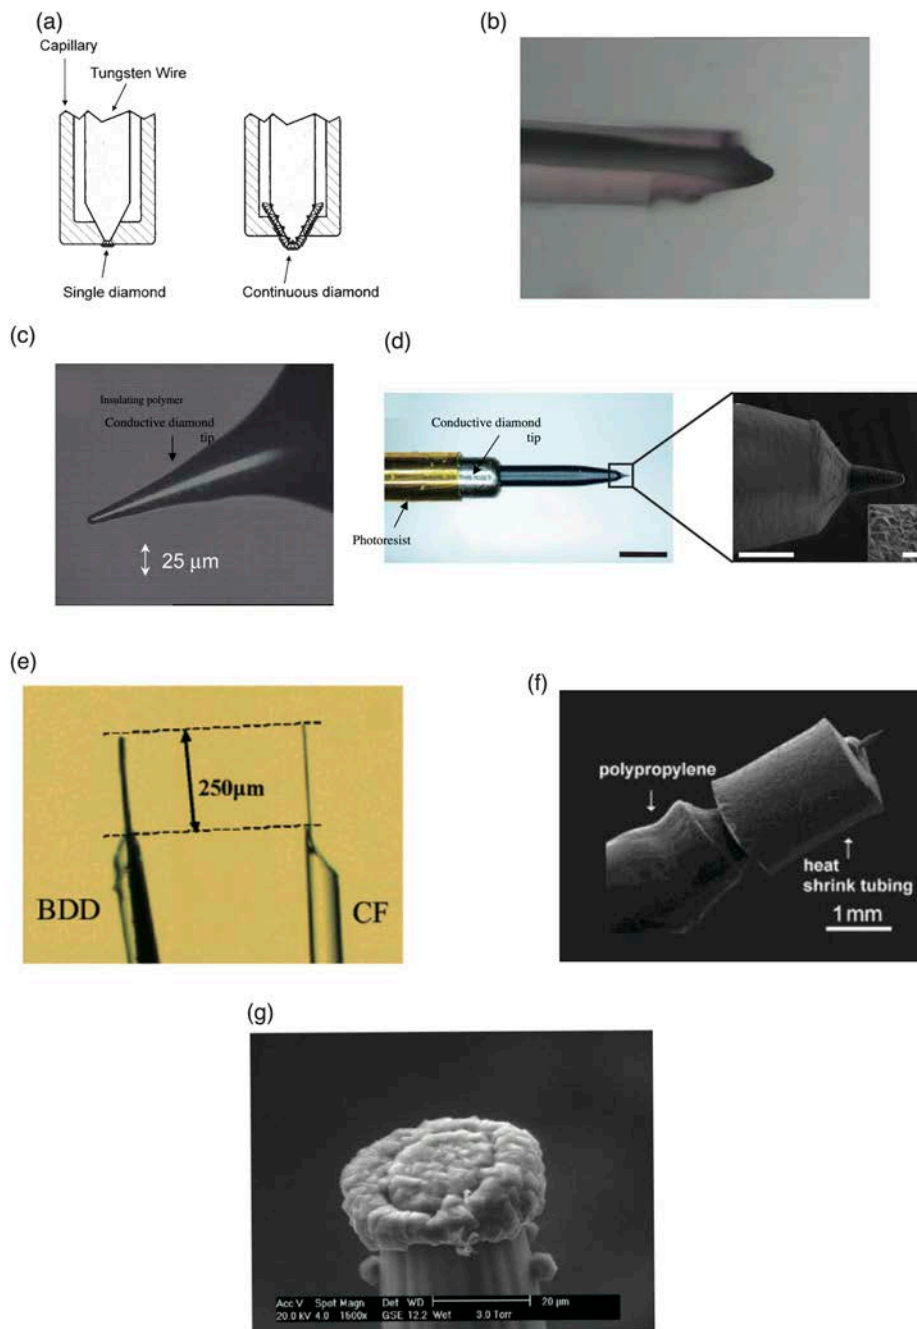 (a)
Capillary
Tungsten Wire
Single diamond
Continuous diamond
(b)
(c)
Insulating polymer
Conductive diamond
tip
25 μm
(d)
Conductive diamond
tip
Photoresist
(e)
250μm
BDD
CF
(f)
polypropylene
heat
shrink tubing
1mm
(g)
Acc.V Spot Magn Det WD 20 μm
20.0 kV 4.0 1500x GSE 12.2 Wet 3.0 Torr